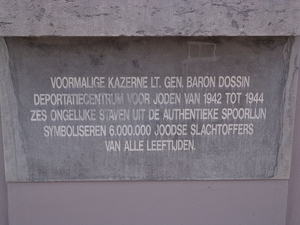 VOORMALIGE KAZERNE LT. GEN. BARON DOSSIN
DEPORTATIECENTRUM VOOR JODEN VAN 1942 TOT 1944
ZES ONGELIJKE STAVEN UIT DE AUTHENTIEKE SPOORLIJN
SYMBOLISEREN 6.000.000 JOODSE SLACHTOFFERS
VAN ALLE LEEFTIJDEN.